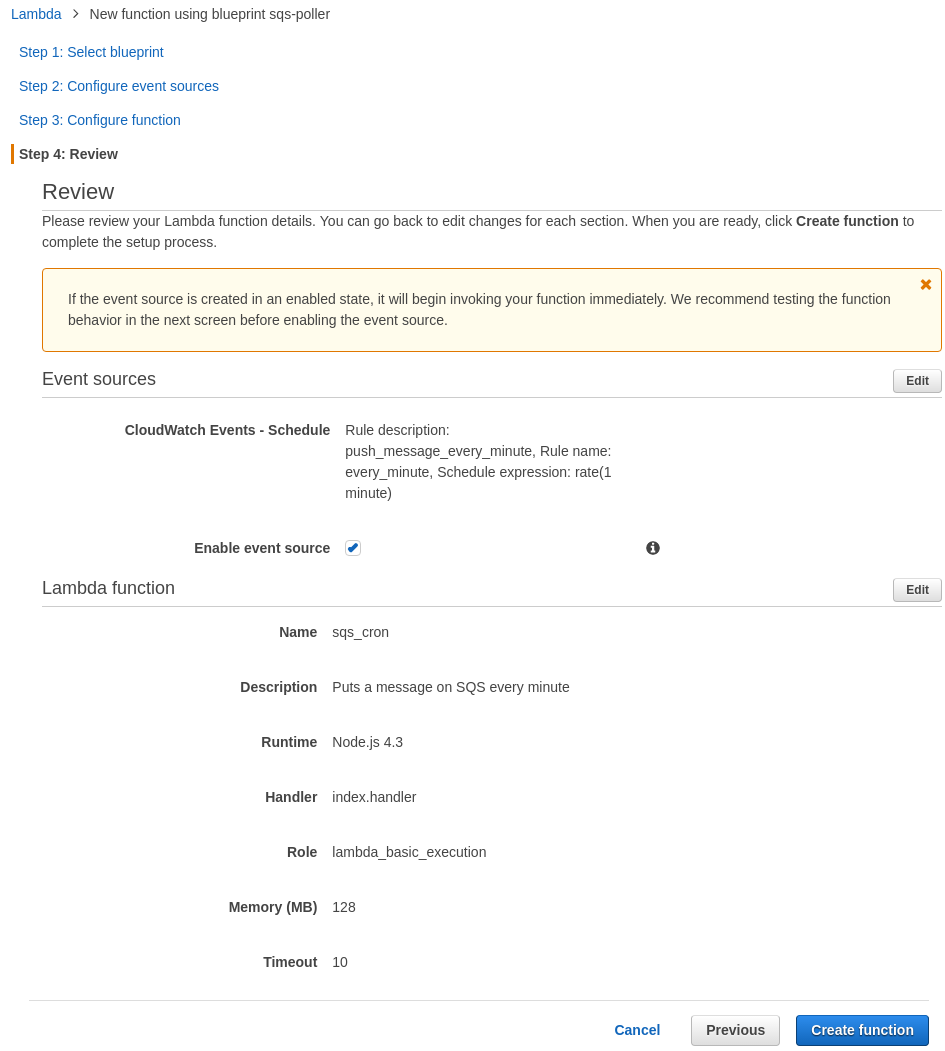 Lambda > New function using blueprint sqs-poller
Step 1: Select blueprint
Step 2: Configure event sources
Step 3: Configure function
Step 4: Review
Review
Please review your Lambda function details. You can go back to edit changes for each section. When you are ready, click Create function to
complete the setup process.
If the event source is created in an enabled state, it will begin invoking your function immediately. We recommend testing the function
behavior in the next screen before enabling the event source.
Event sources Edit
CloudWatch Events - Schedule Rule description:
push_message_every_minute, Rule name:
every_minute, Schedule expression: rate(1
minute)
Enable event source
Lambda function Edit
Name sqs_cron
Description Puts a message on SQS every minute
Runtime Node.js 4.3
Handler index.handler
Role lambda_basic_execution
Memory (MB) 128
Timeout 10
Cancel Previous Create function